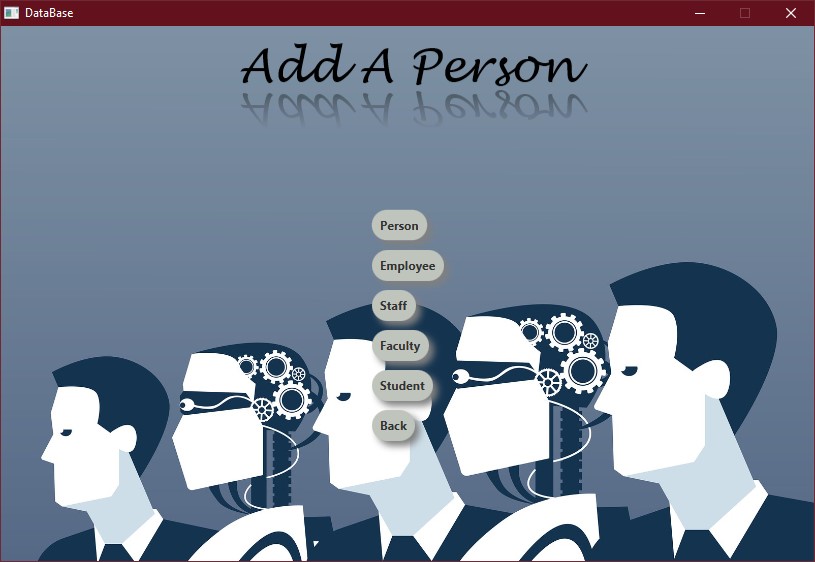 DataBase
Add A Person
Person
Employee
Staff
Faculty
Student
Back